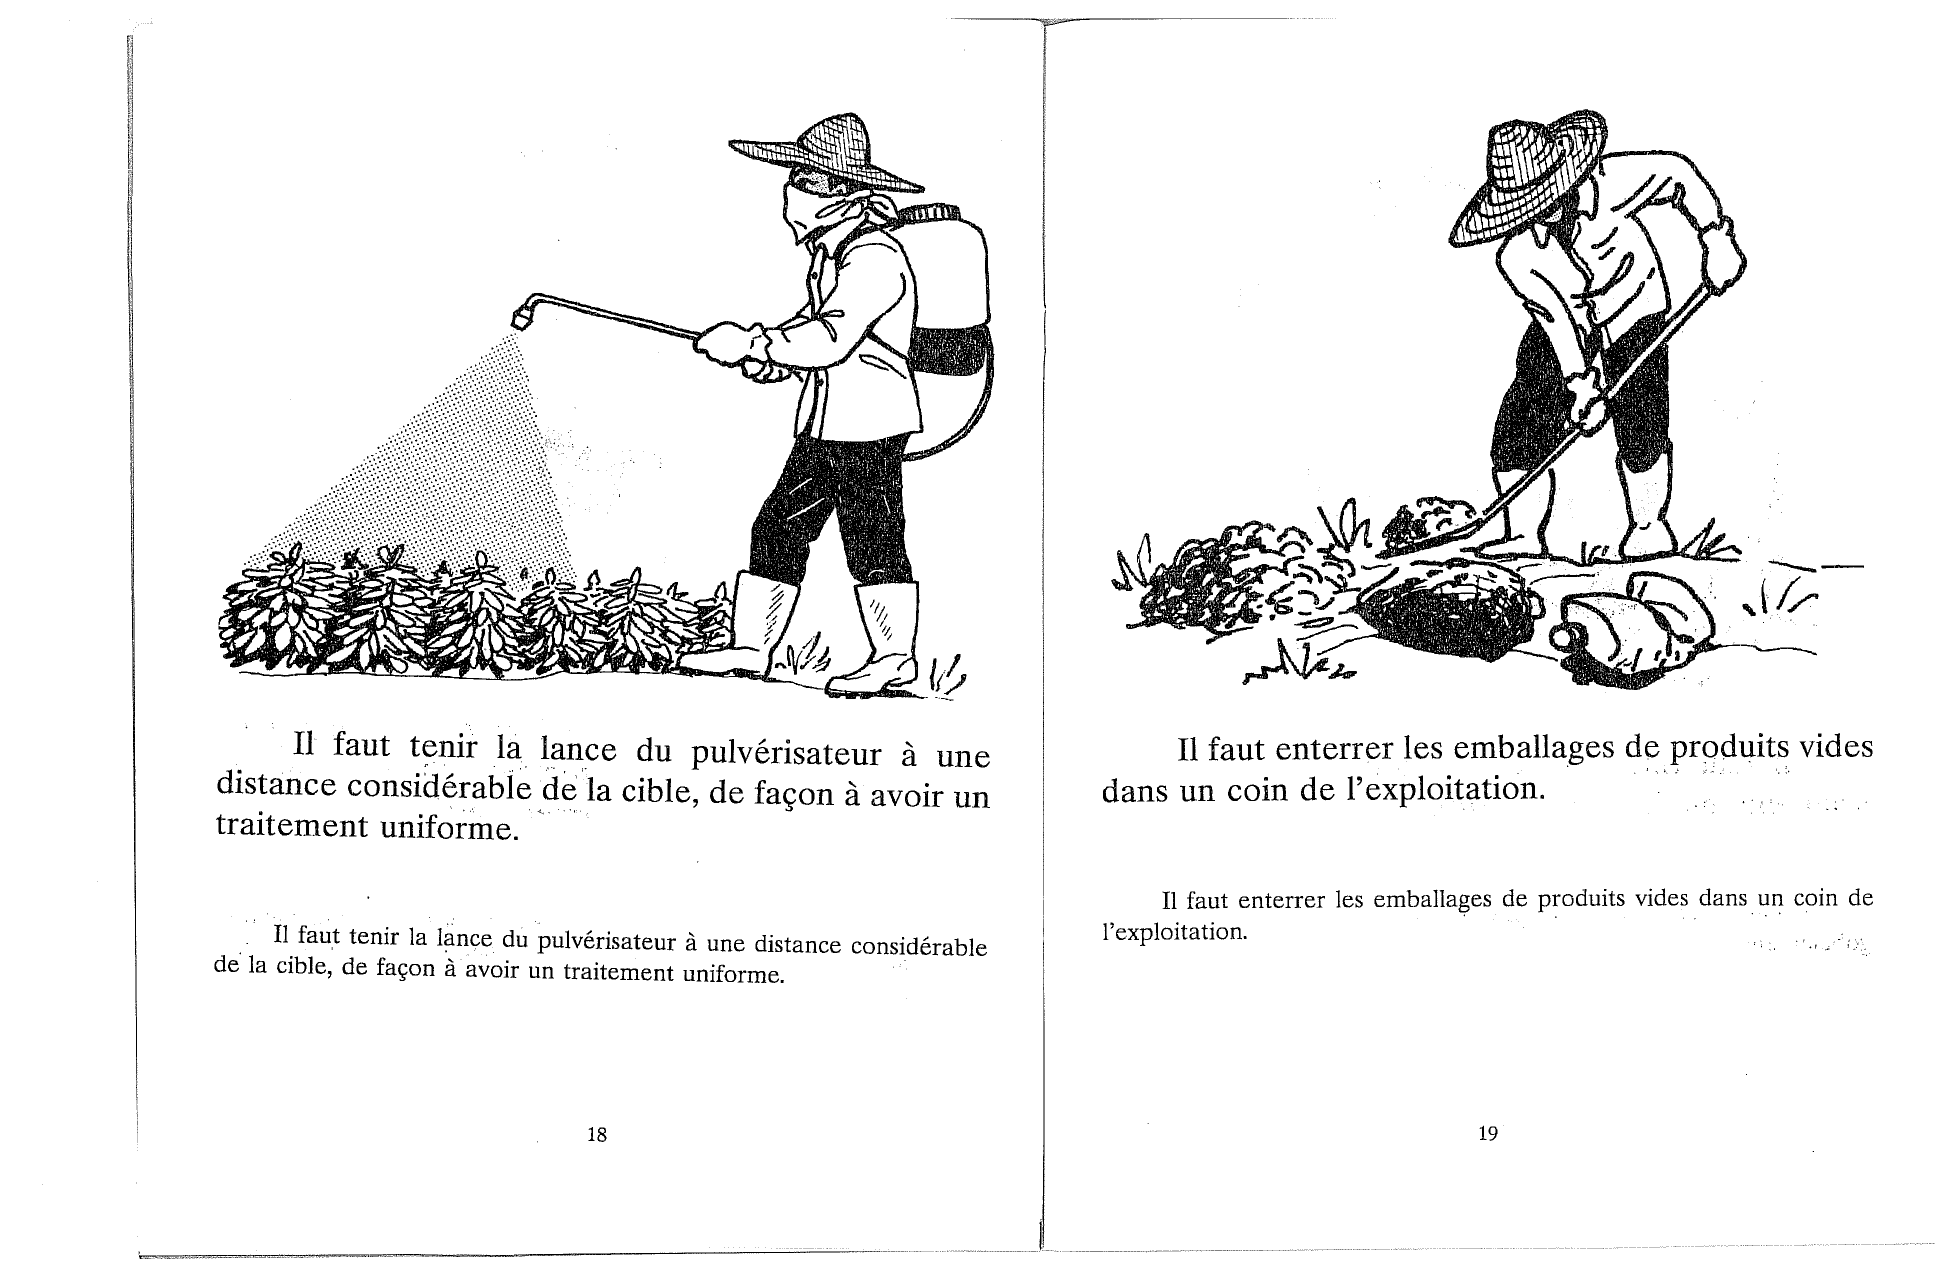 Il faut tenir la lance du pulvérisateur à une
distance considérable de la cible, de façon à avoir un
traitement uniforme.
Il faut tenir la lance du pulvérisateur à une distance considérable
de la cible, de façon à avoir un traitement uniforme.
18
Il faut enterrer les emballages de produits vides
dans un coin de l'exploitation.
Il faut enterrer les emballages de produits vides dans un coin de
l'exploitation.
19